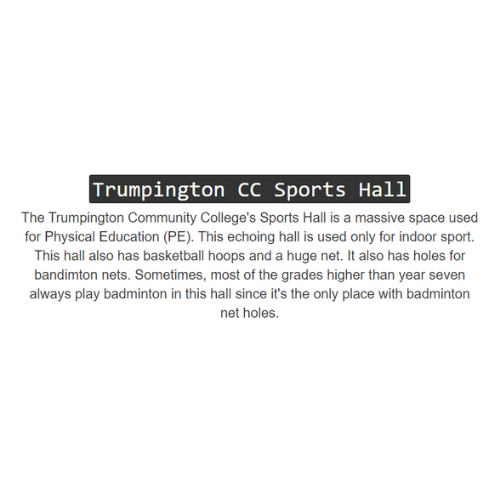 Trumpington CC Sports Hall
The Trumpington Community College's Sports Hall is a massive space used
for Physical Education (PE). This echoing hall is used only for indoor sport.
This hall also has basketball hoops and a huge net. It also has holes for
bandimton nets. Sometimes, most of the grades higher than year seven
always play badminton in this hall since it's the only place with badminton
net holes.